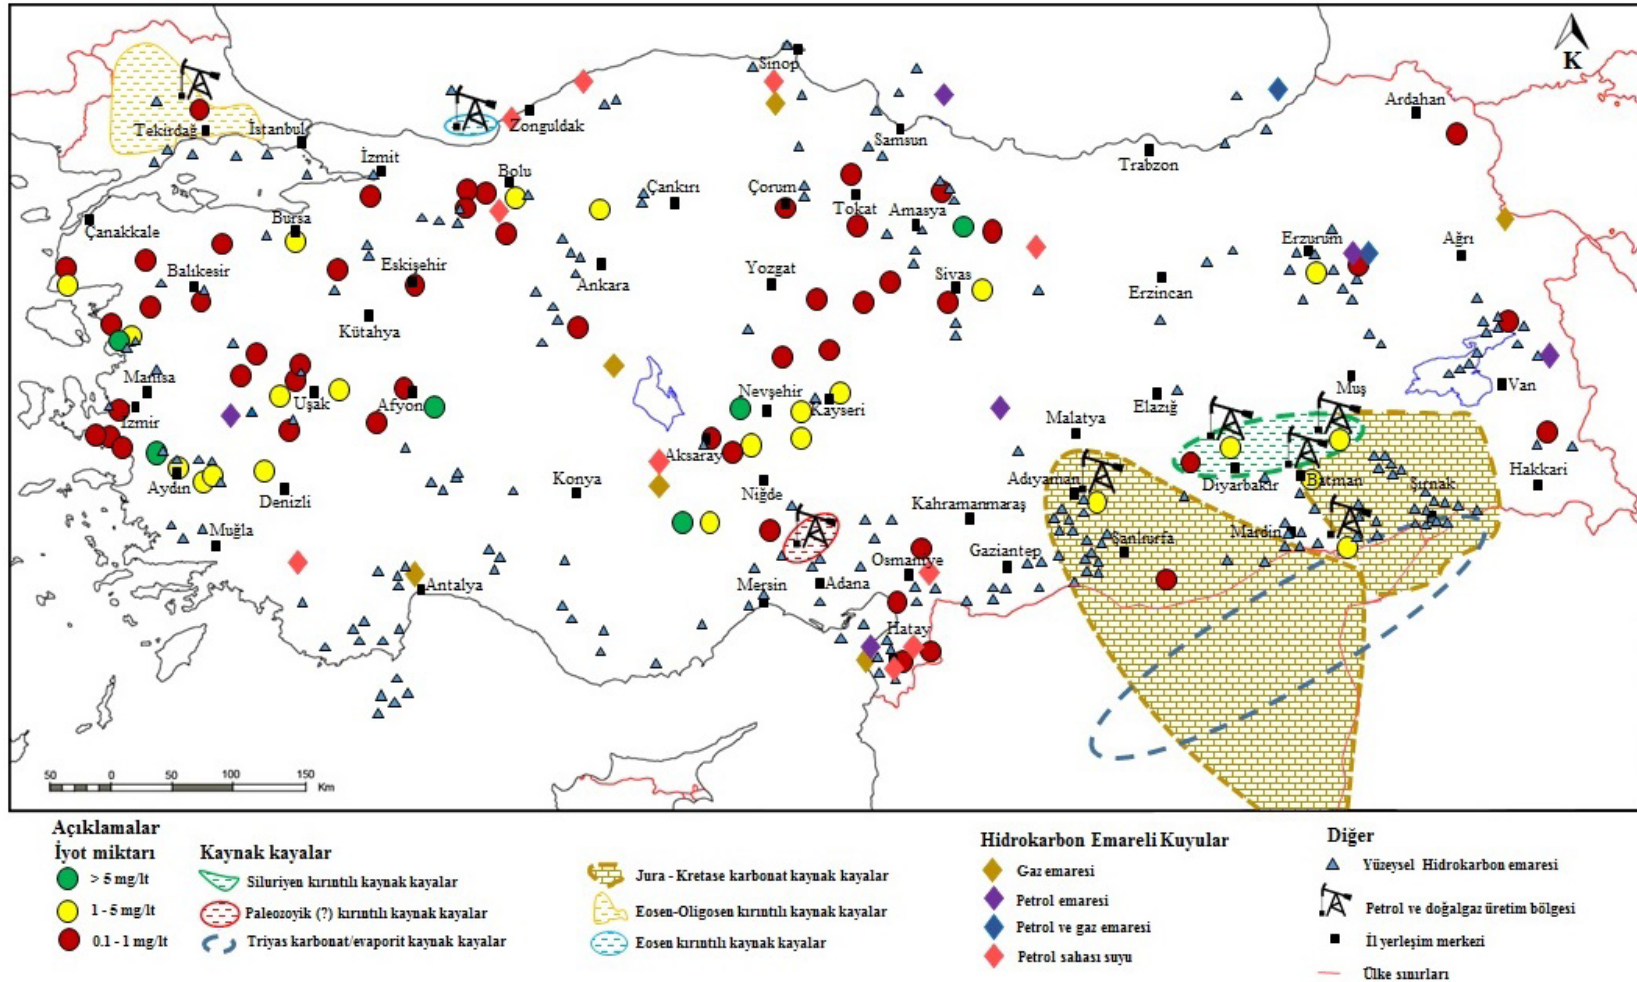 K
Sinop
Ardahan
Zonguldak
Tekirdağ
İstanbul
Samsun
Trabzon
İzmit
Bolu
Çankırı
Çorum
Tokat
Amasya
Çanakkale
Bursa
Erzurum
Ağrı
Balıkesir
Eskişehir
Ankara
Yozgat
Sivas
Erzincan
Kütahya
Manisa
Uşak
Afyon
Nevşehir
Kayseri
Elazığ
Muş
Van
İzmir
Malatya
Aksaray
Aydın
Denizli
Konya
Niğde
Adıyaman
Diyarbakır
Batman
Şırnak
Hakkari
Kahramanmaraş
Muğla
Osmaniye
Gaziantep
Şanlıurfa
Mardin
Antalya
Mersin
Adana
Hatay
50 0 50 100 150
Km
Açıklamalar
İyot miktarı
> 5 mg/lt
1 - 5 mg/lt
0.1 - 1 mg/lt
Kaynak kayalar
Siluriyen kırıntılı kaynak kayalar
Paleozoyik (?) kırıntılı kaynak kayalar
Triyas karbonat/evaporit kaynak kayalar
Jura - Kretase karbonat kaynak kayalar
Eosen-Oligosen kırıntılı kaynak kayalar
Eosen kırıntılı kaynak kayalar
Hidrokarbon Emareli Kuyular
Gaz emaresi
Petrol emaresi
Petrol ve gaz emaresi
Petrol sahası suyu
Diğer
Yüzeysel Hidrokarbon emaresi
Petrol ve doğalgaz üretim bölgesi
İl yerleşim merkezi
Ülke sınırları